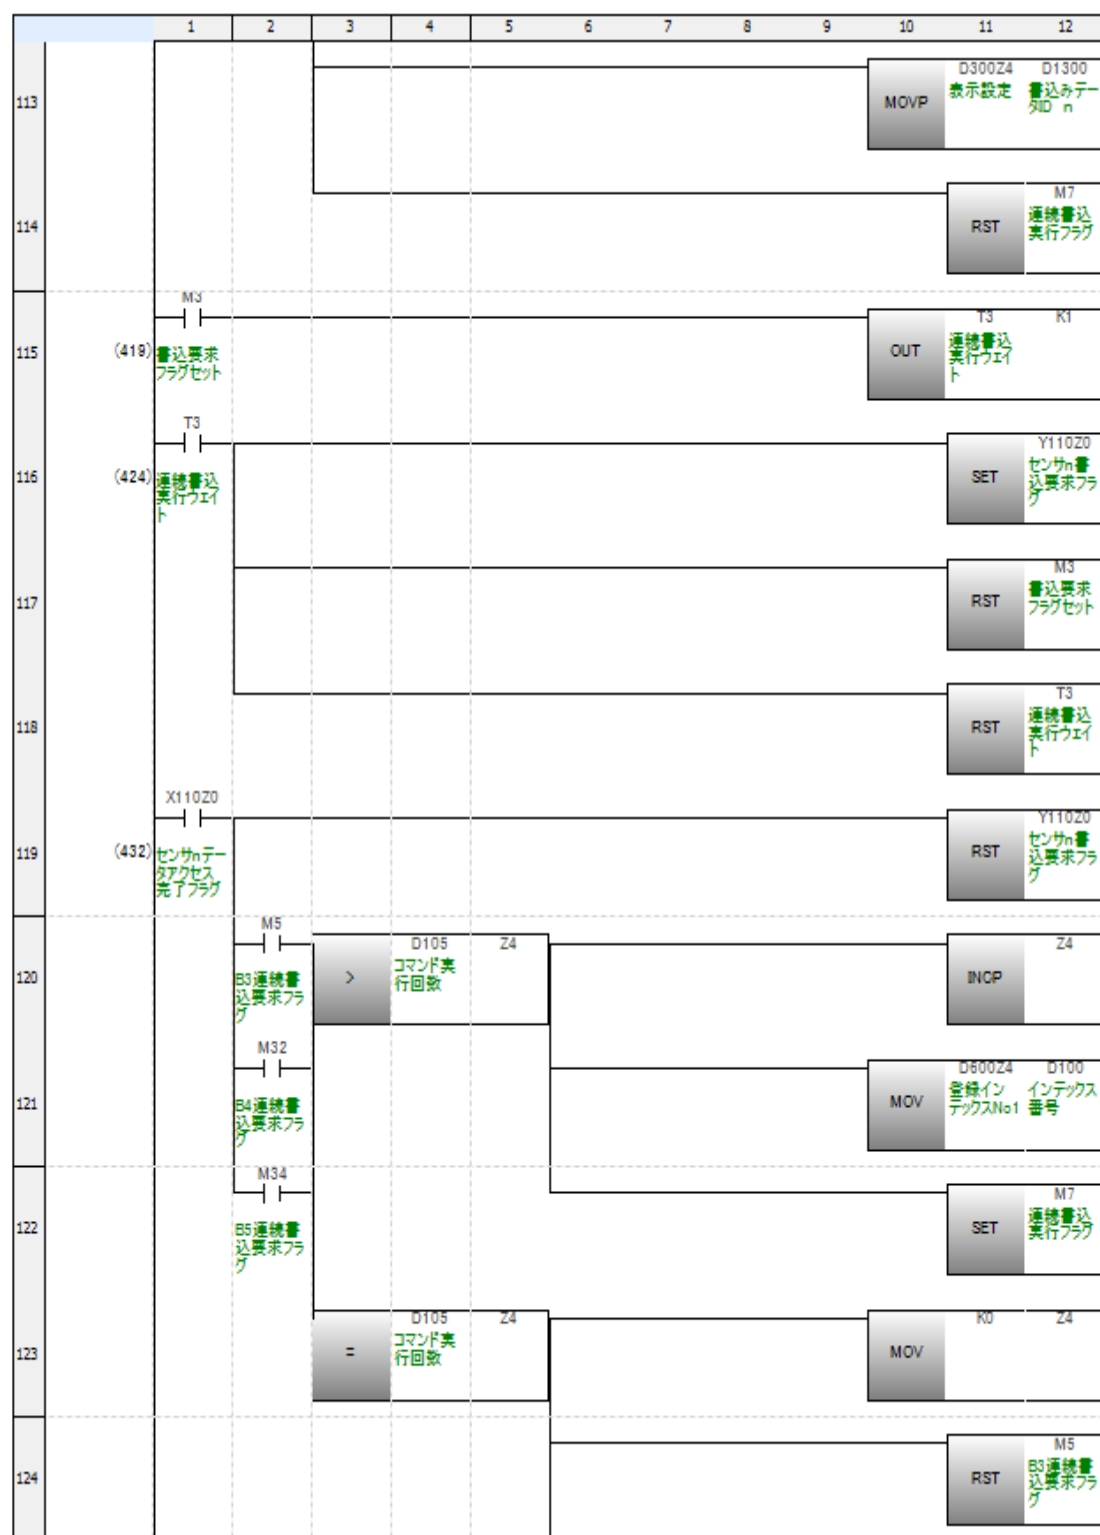 1 2 3 4 5 6 7 8 9 10 11 12
113
MOVP
D300Z4 D1300
表示設定 書込みデー
タID n
114
RST
M7
連続書込
実行フラグ
M3
115
(419)
書込要求
フラグセット
OUT
T3 K1
連続書込
実行ウェイ
ト
T3
116
(424)
連続書込
実行ウェイ
ト
SET
Y110Z0
センサn書
込要求フラ
グ
117
RST
M3
書込要求
フラグセット
118
RST
T3
連続書込
実行ウェイ
ト
X110Z0
119
(432)
センサnデー
タアクセス
完了フラグ
RST
Y110Z0
センサn書
込要求フラ
グ
M5
120
B3連続書
込要求フラ
グ
>
D105 Z4
コマンド実
行回数
INCP
Z4
M32
121
B4連続書
込要求フラ
グ
MOV
D600Z4 D100
登録イン インデックス
デックスNo1 番号
M34
122
B5連続書
込要求フラ
グ
SET
M7
連続書込
実行フラグ
123
=
D105 Z4
コマンド実
行回数
MOV
K0 Z4
124
RST
M5
B3連続書
込要求フラ
グ